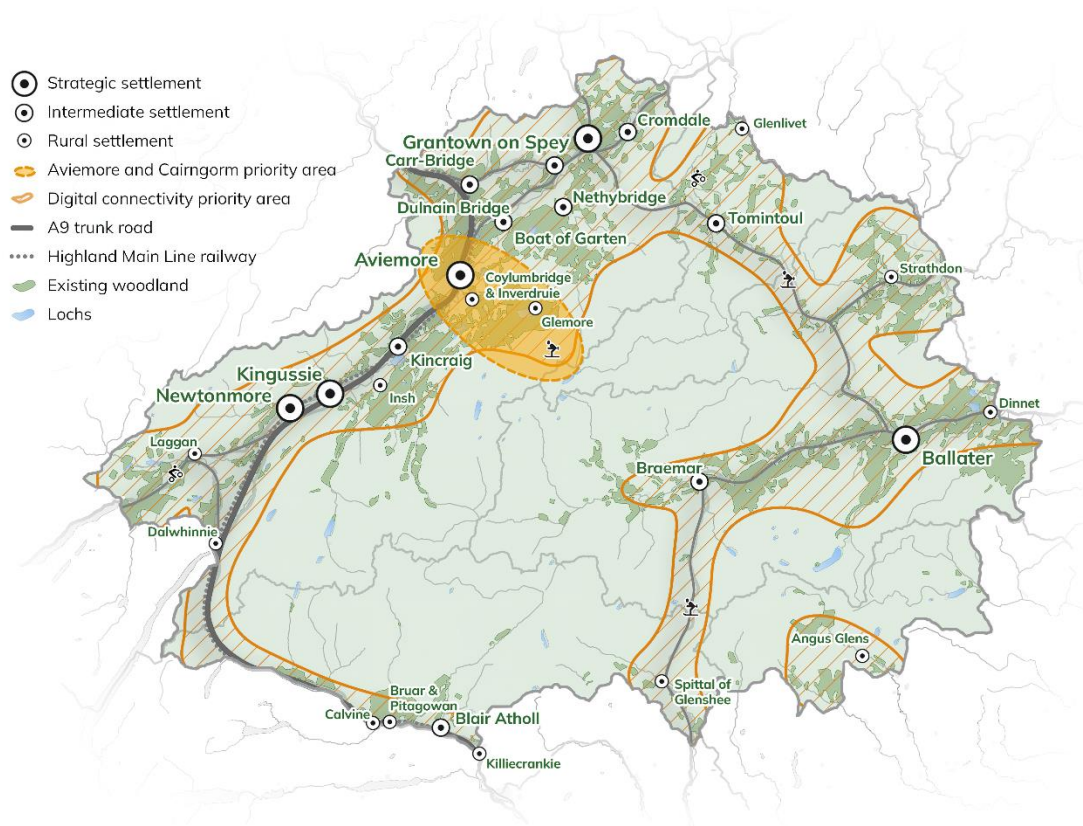 Strategic settlement
Intermediate settlement
Rural settlement
Aviemore and Cairngorm priority area
Digital connectivity priority area
A9 trunk road
Highland Main Line railway
Existing woodland
Lochs
Cromdale
Glenlivet
Grantown on Spey
Carr-Bridge
Nethybridge
Dulnain Bridge
Tomintoul
Boat of Garten
Aviemore
Coylumbridge
& Inverdruie
Strathdon
Glemore
Kincraig
Kingussie
Newtonmore
Insh
Dinnet
Laggan
Ballater
Braemar
Dalwhinnie
Angus Glens
Spittal of
Glenshee
Bruar &
Pitagowan
Calvine
Blair Atholl
Killiecrankie